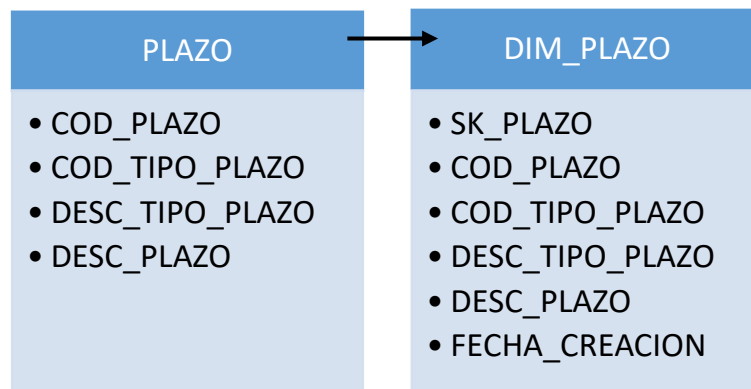 PLAZO
• COD_PLAZO
• COD_TIPO_PLAZO
• DESC_TIPO_PLAZO
• DESC_PLAZO
DIM_PLAZO
• SK_PLAZO
• COD_PLAZO
• COD_TIPO_PLAZO
• DESC_TIPO_PLAZO
• DESC_PLAZO
• FECHA_CREACION